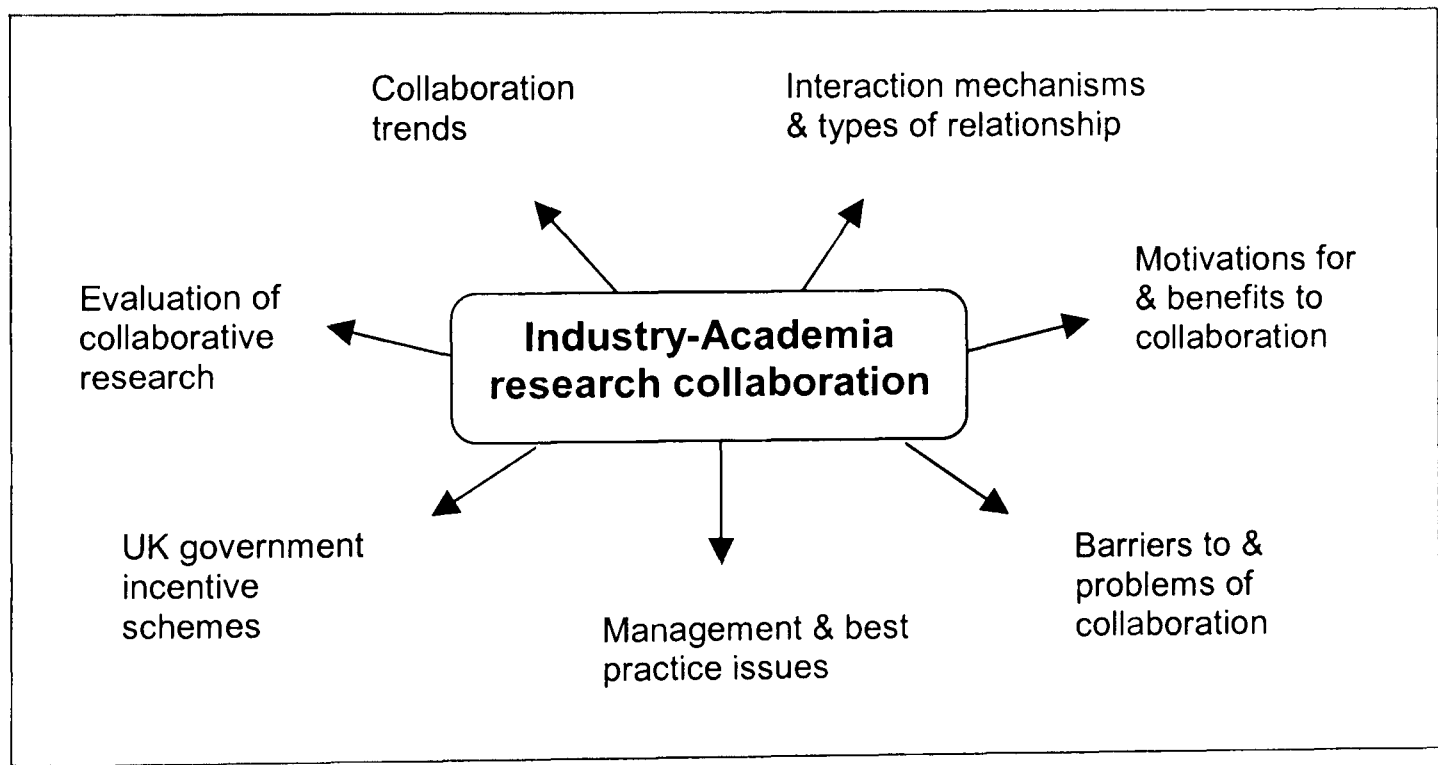 Collaboration
trends
Interaction mechanisms
& types of relationship
Evaluation of
collaborative
research
Industry-Academia
research collaboration
Motivations for
& benefits to
collaboration
UK government
incentive
schemes
Management & best
practice issues
Barriers to &
problems of
collaboration